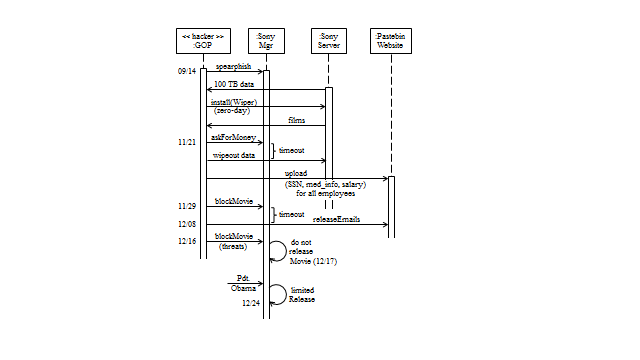 << hacker >>
:GOP
:Sony
Mgr
:Sony
Server
:Pastebin
Website
09/14
spearphish
100 TB data
install(Wiper)
(zero-day)
films
11/21
askForMoney
timeout
wipeout data
upload
(SSN, med_info, salary)
for all employees
11/29
blockMovie
timeout
12/08
releaseEmails
12/16
blockMovie
(threats)
do not
release
Movie (12/17)
Pdt.
Obama
limited
Release
12/24